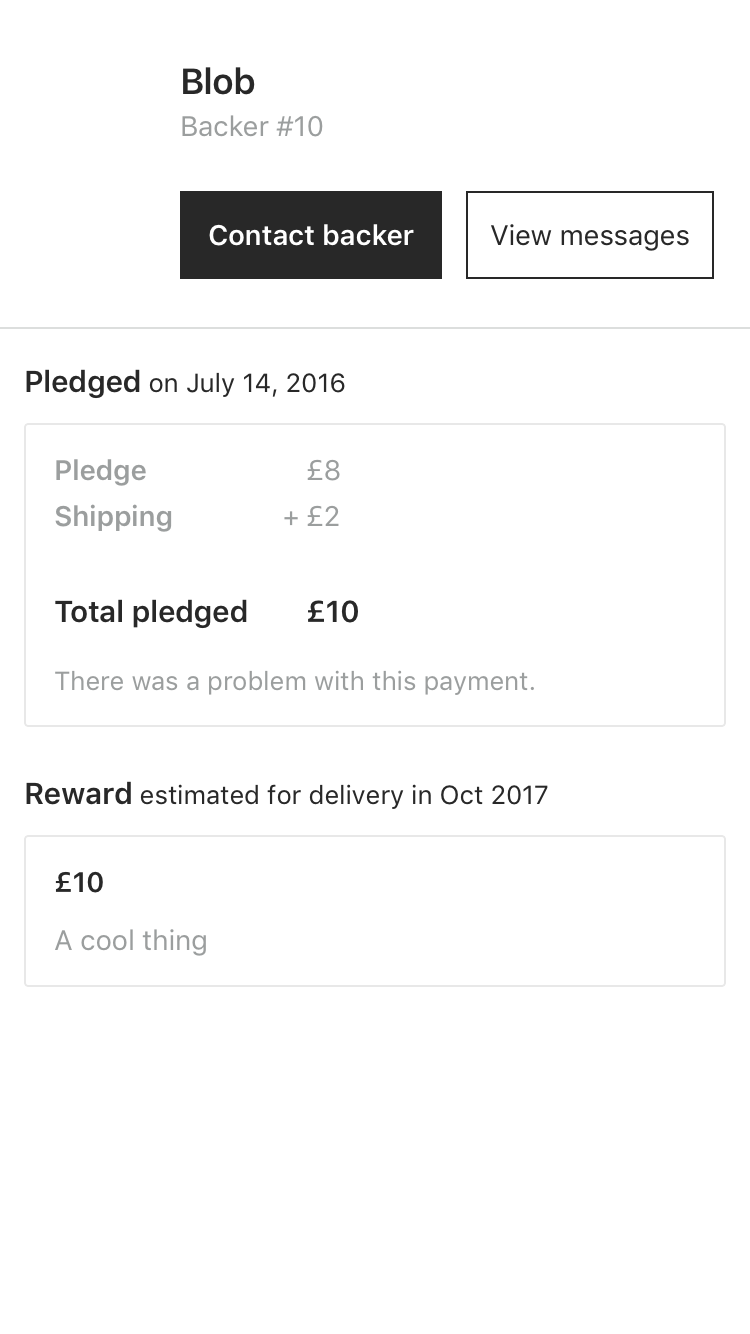 Blob
Backer #10
Contact backer
View messages
Pledged on July 14, 2016
Pledge £8
Shipping + £2
Total pledged £10
There was a problem with this payment.
Reward estimated for delivery in Oct 2017
£10
A cool thing